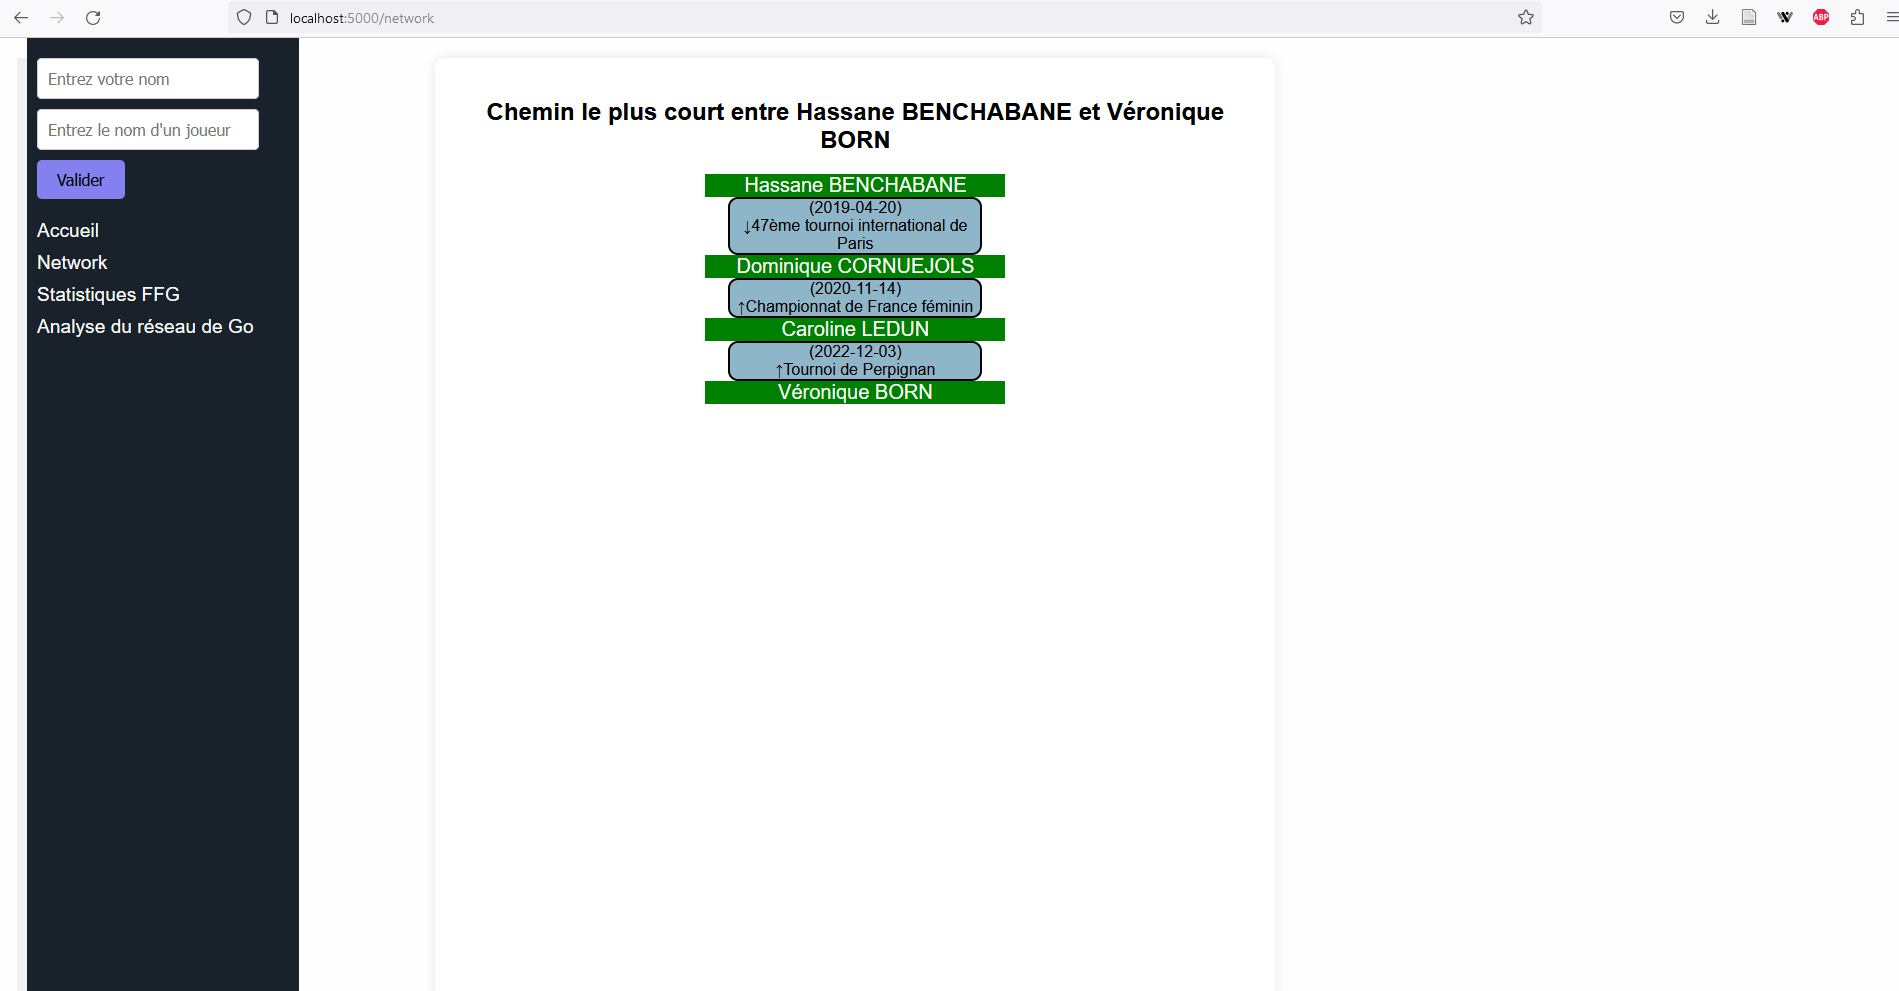 localhost:5000/network
ABP
Entrez votre nom
Entrez le nom d'un joueur
Valider
Accueil
Network
Statistiques FFG
Analyse du réseau de Go
Chemin le plus court entre Hassane BENCHABANE et Véronique
BORN
Hassane BENCHABANE
(2019-04-20)
↓47ème tournoi international de
Paris
Dominique CORNUEJOLS
(2020-11-14)
↑Championnat de France féminin
Caroline LEDUN
(2022-12-03)
↑Tournoi de Perpignan
Véronique BORN